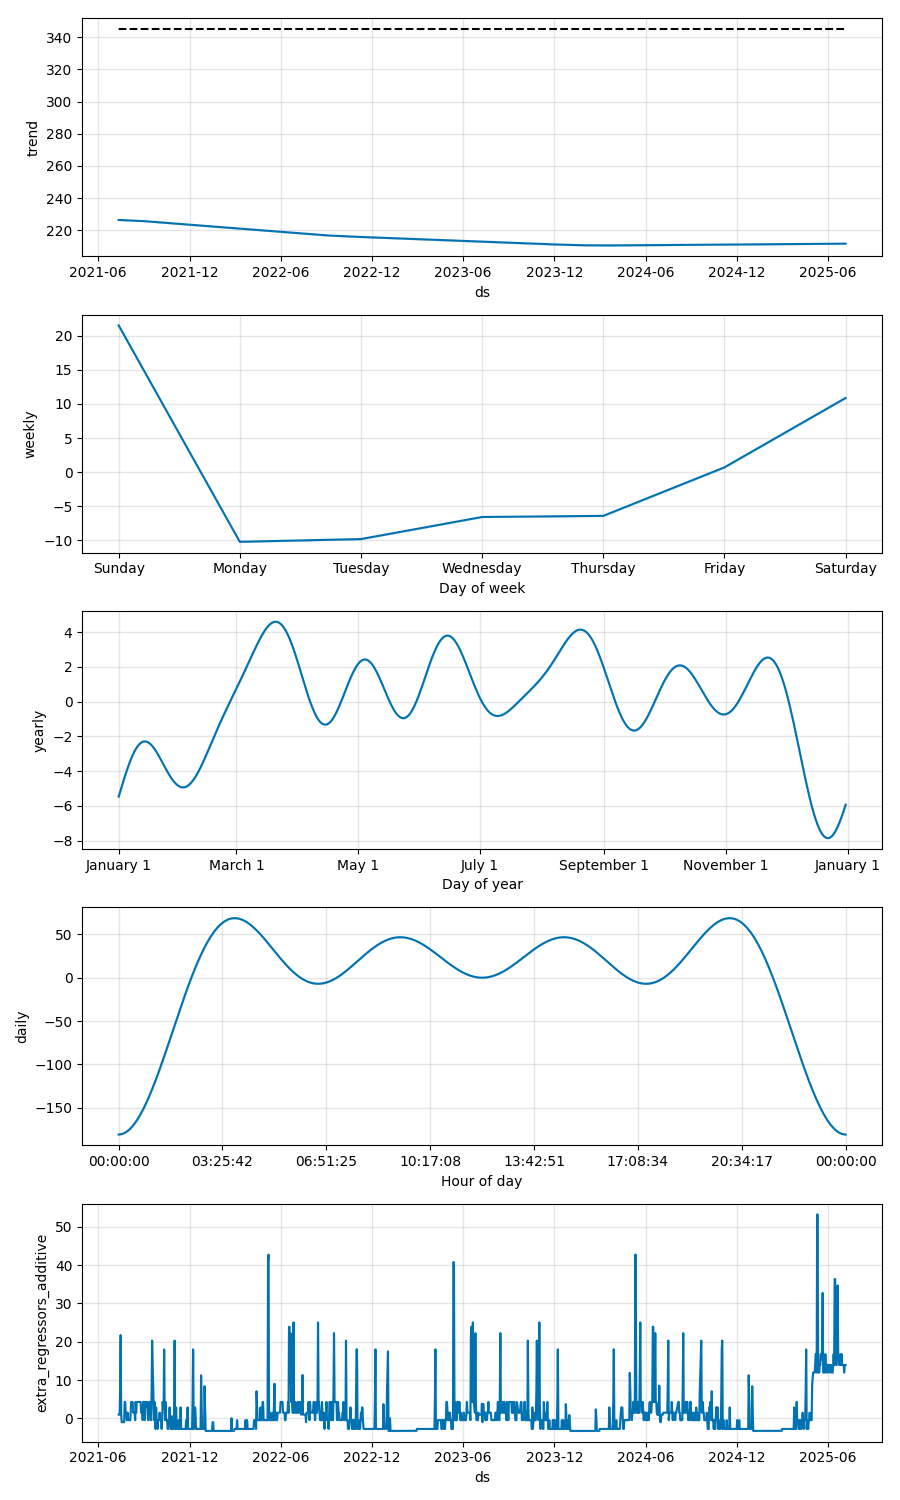 trend
340
320
300
280
260
240
220
2021-06 2021-12 2022-06 2022-12 2023-06 2023-12 2024-06 2024-12 2025-06
ds
weekly
20
15
10
5
0
−5
−10
Sunday Monday Tuesday Wednesday Thursday Friday Saturday
Day of week
yearly
4
2
0
−2
−4
−6
−8
January 1 March 1 May 1 July 1 September 1 November 1 January 1
Day of year
daily
50
0
−50
−100
−150
00:00:00 03:25:42 06:51:25 10:17:08 13:42:51 17:08:34 20:34:17 00:00:00
Hour of day
extra_regressors_additive
50
40
30
20
10
0
2021-06 2021-12 2022-06 2022-12 2023-06 2023-12 2024-06 2024-12 2025-06
ds